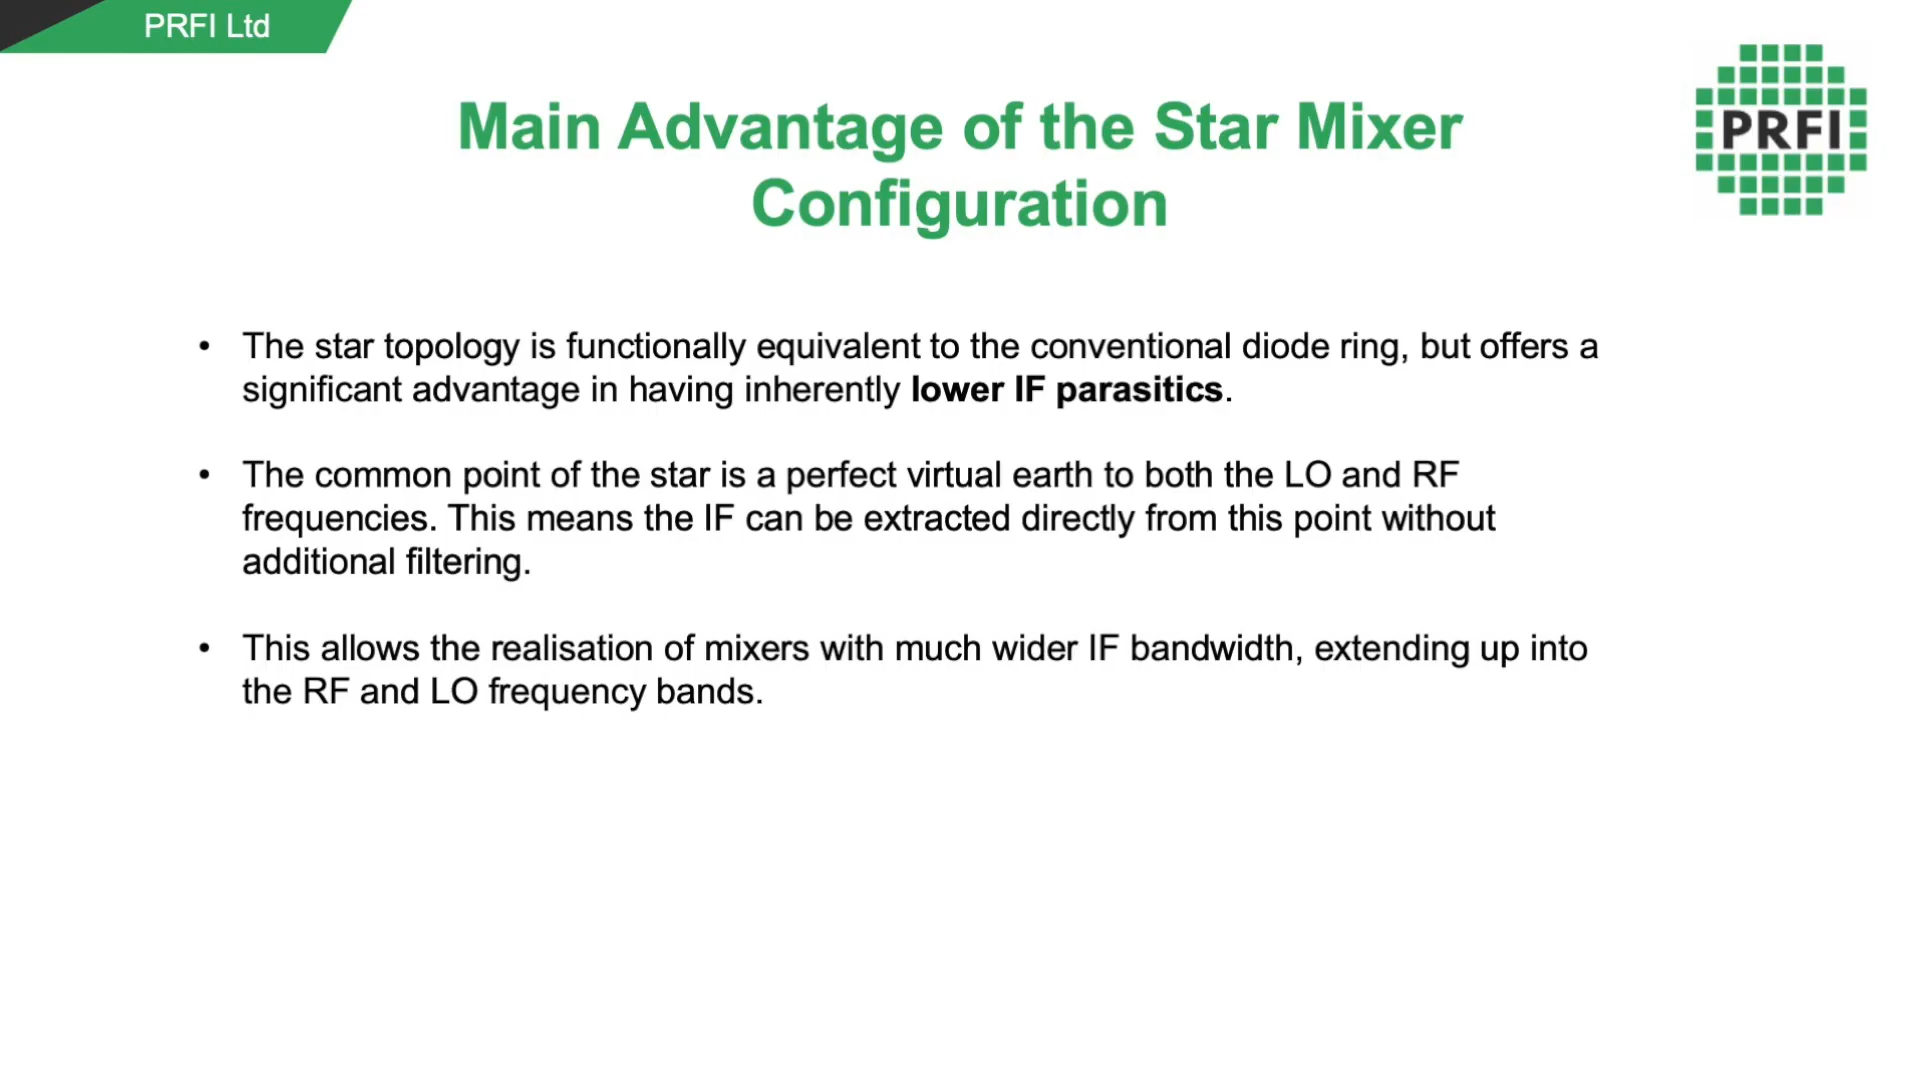 PRFI Ltd
PRFI
Main Advantage of the Star Mixer
Configuration
• The star topology is functionally equivalent to the conventional diode ring, but offers a
significant advantage in having inherently lower IF parasitics.
• The common point of the star is a perfect virtual earth to both the LO and RF
frequencies. This means the IF can be extracted directly from this point without
additional filtering.
• This allows the realisation of mixers with much wider IF bandwidth, extending up into
the RF and LO frequency bands.